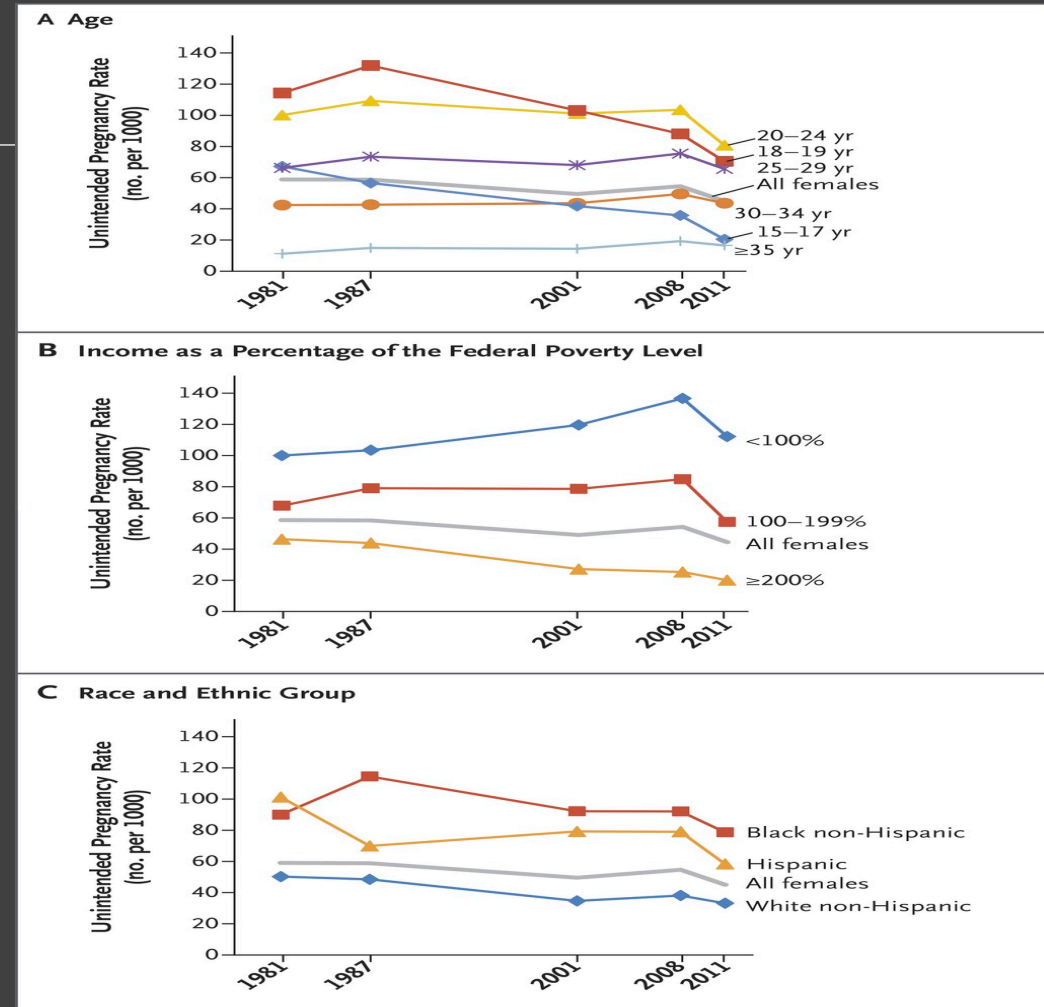 A Age
Unintended Pregnancy Rate
(no. per 1000)
140
120
100
80
60
40
20
0
20–24 yr
18–19 yr
25–29 yr
All females
30–34 yr
15–17 yr
≥35 yr
1981
1987
2001
2008
2011
B Income as a Percentage of the Federal Poverty Level
Unintended Pregnancy Rate
(no. per 1000)
140
120
100
80
60
40
20
0
<100%
100–199%
All females
≥200%
1981
1987
2001
2008
2011
C Race and Ethnic Group
Unintended Pregnancy Rate
(no. per 1000)
140
120
100
80
60
40
20
0
Black non-Hispanic
Hispanic
All females
White non-Hispanic
1981
1987
2001
2008
2011